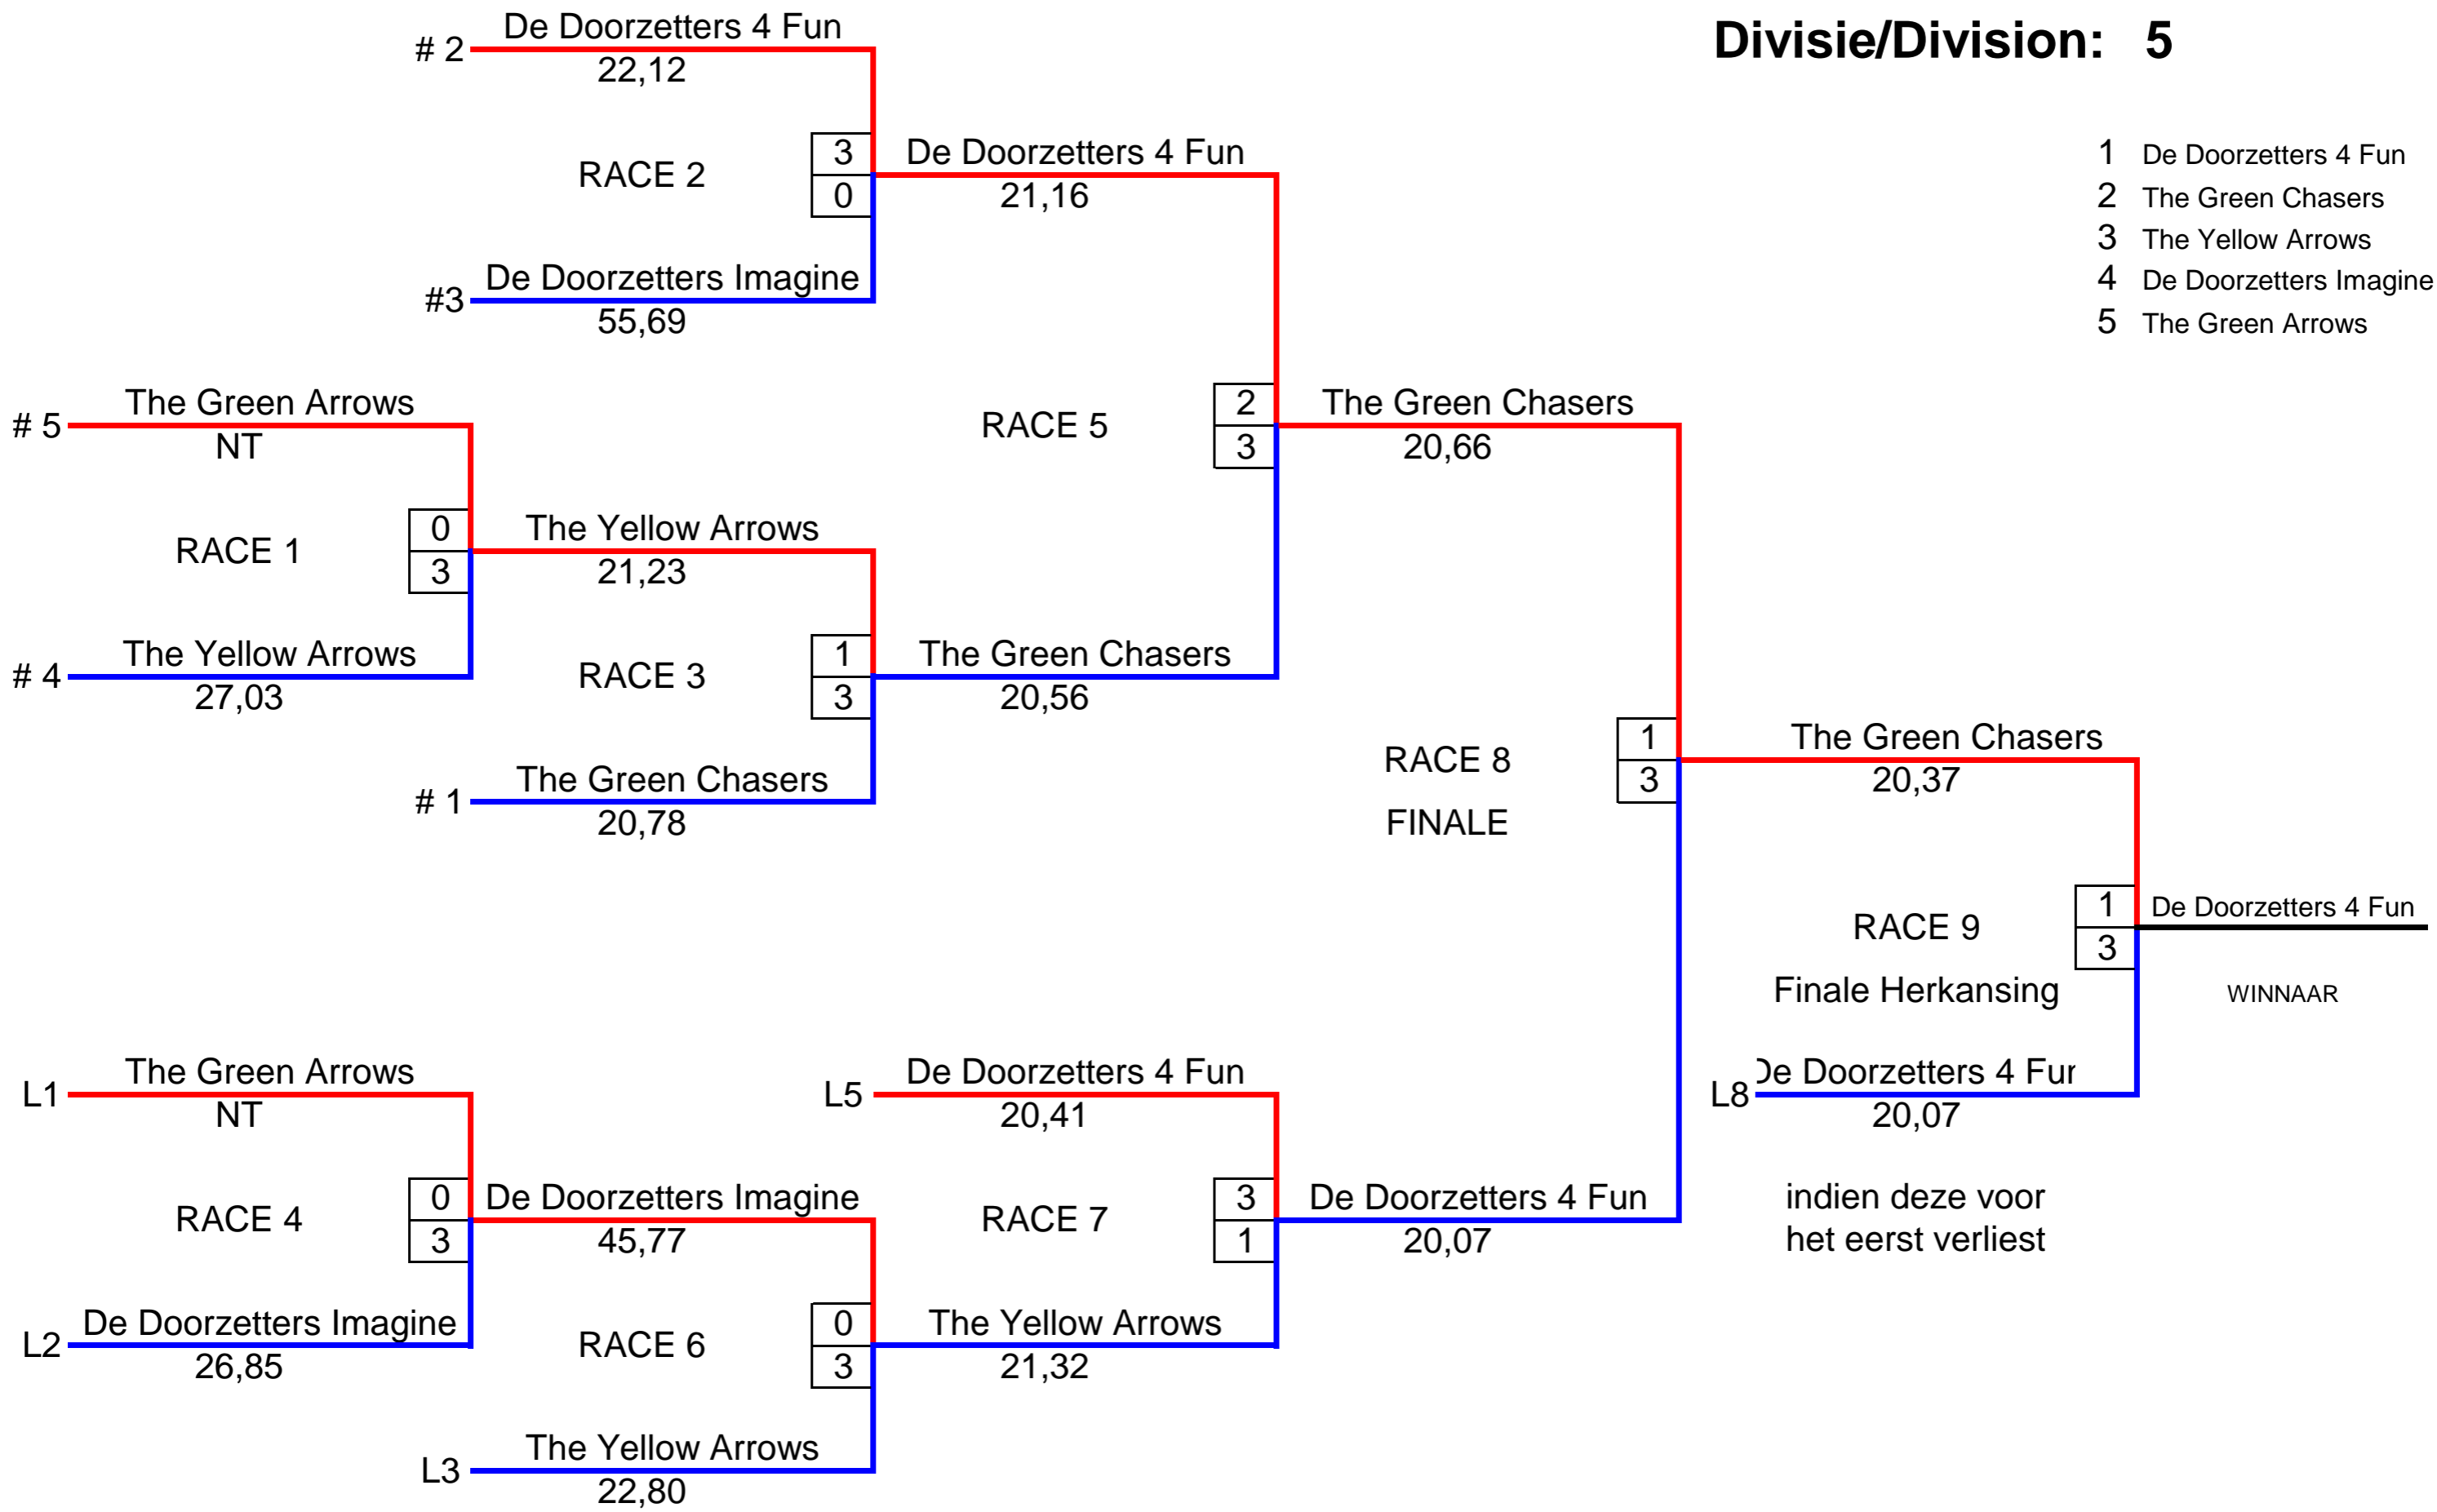 Divisie/Division: 5
1 De Doorzetters 4 Fun
2 The Green Chasers
3 The Yellow Arrows
4 De Doorzetters Imagine
5 The Green Arrows
# 2
De Doorzetters 4 Fun
22,12
RACE 2
3
0
#3
De Doorzetters Imagine
55,69
De Doorzetters 4 Fun
21,16
# 5
The Green Arrows
NT
RACE 1
0
3
# 4
The Yellow Arrows
27,03
The Yellow Arrows
21,23
RACE 3
1
3
# 1
The Green Chasers
20,78
RACE 5
2
3
The Green Chasers
20,56
The Green Chasers
20,66
RACE 8
FINALE
1
3
The Green Chasers
20,37
RACE 9
Finale Herkansing
1
3
De Doorzetters 4 Fun
WINNAAR
L8
De Doorzetters 4 Fun
20,07
indien deze voor
het eerst verliest
L1
The Green Arrows
NT
RACE 4
0
3
L2
De Doorzetters Imagine
26,85
De Doorzetters Imagine
45,77
RACE 6
0
3
L3
The Yellow Arrows
22,80
L5
De Doorzetters 4 Fun
20,41
RACE 7
3
1
The Yellow Arrows
21,32
De Doorzetters 4 Fun
20,07